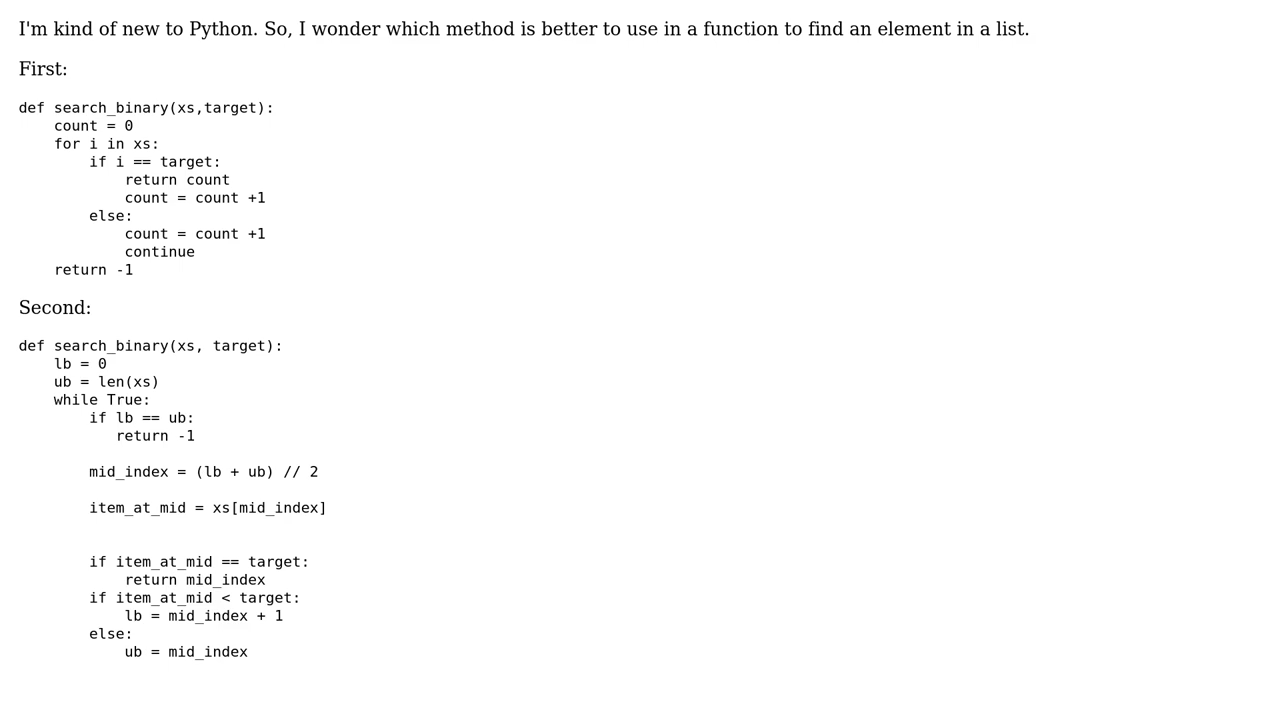 I'm kind of new to Python. So, I wonder which method is better to use in a function to find an element in a list.
First:
def search_binary(xs,target):
    count = 0
    for i in xs:
        if i == target:
            return count
            count = count +1
        else:
            count = count +1
            continue
    return -1
Second:
def search_binary(xs, target):
    lb = 0
    ub = len(xs)
    while True:
        if lb == ub:
           return -1
        mid_index = (lb + ub) // 2
        item_at_mid = xs[mid_index]
        if item_at_mid == target:
            return mid_index
        if item_at_mid < target:
            lb = mid_index + 1
        else:
            ub = mid_index